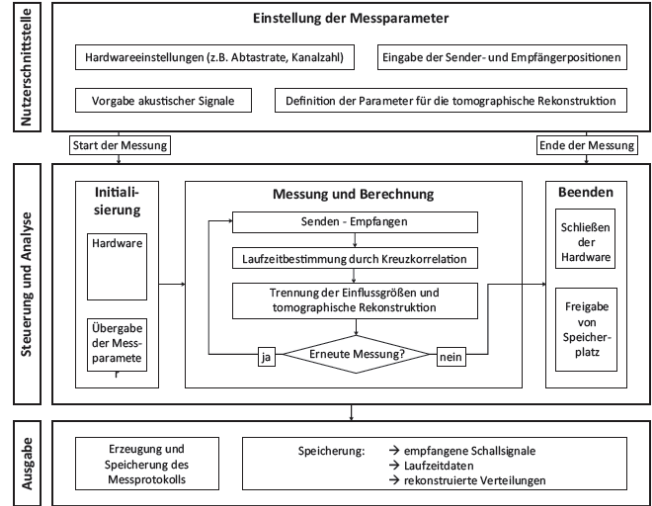 Nutzerschnittstelle
Einstellung der Messparameter
Hardwareeinstellungen (z.B. Abtastrate, Kanalzahl)
Eingabe der Sender- und Empfängerpositionen
Vorgabe akustischer Signale
Definition der Parameter für die tomographische Rekonstruktion
Start der Messung
Ende der Messung
Steuerung und Analyse
Initiali-
sierung
Hardware
Übergabe
der Mess-
paramete
r
Messung und Berechnung
Senden - Empfangen
Laufzeitbestimmung durch Kreuzkorrelation
Trennung der Einflussgrößen und
tomographische Rekonstruktion
ja
Erneute Messung?
nein
Beenden
Schließen
der
Hardware
Freigabe
von
Speicher-
platz
Ausgabe
Erzeugung und
Speicherung des
Messprotokolls
Speicherung: → empfangene Schallsignale
→ Laufzeitdaten
→ rekonstruierte Verteilungen